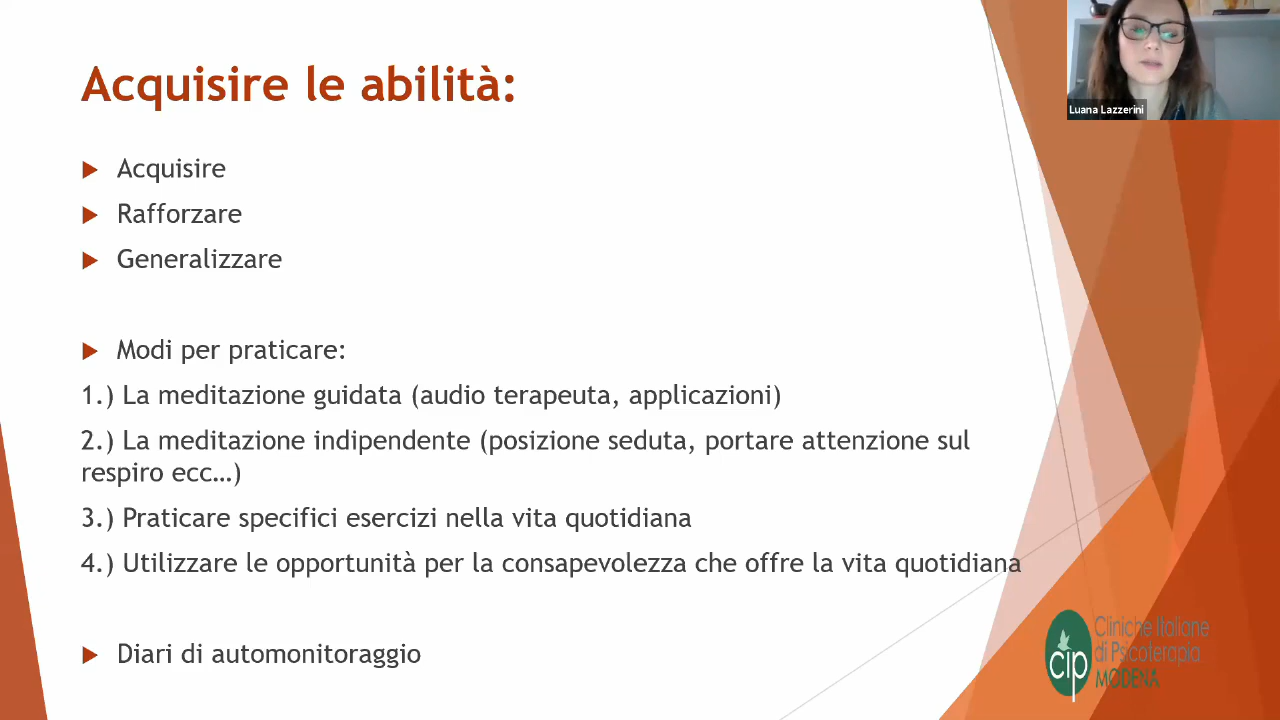 Acquisire le abilità:
Luana Lazzerini
Acquisire
Rafforzare
Generalizzare
Modi per praticare:
1.) La meditazione guidata (audio terapeuta, applicazioni)
2.) La meditazione indipendente (posizione seduta, portare attenzione sul
respiro ecc…)
3.) Praticare specifici esercizi nella vita quotidiana
4.) Utilizzare le opportunità per la consapevolezza che offre la vita quotidiana
Diari di automonitoraggio
cip
Cliniche Italiane
di Psicoterapia
MODENA